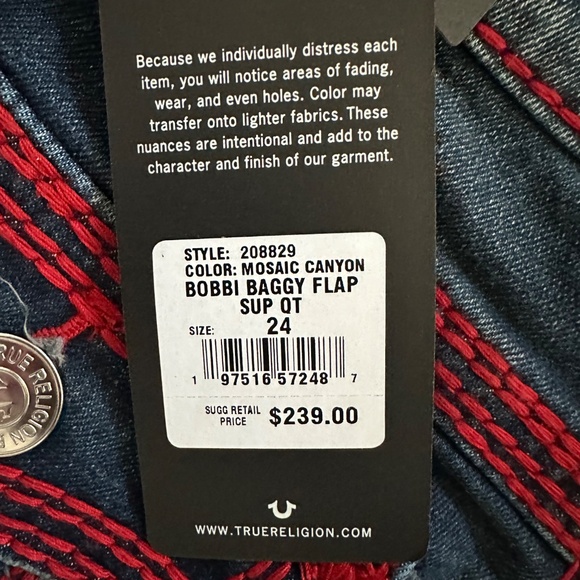 Because we individually distress each
item, you will notice areas of fading,
wear, and even holes. Color may
transfer onto lighter fabrics. These
nuances are intentional and add to the
character and finish of our garment.
STYLE: 208829
COLOR: MOSAIC CANYON
BOBBI BAGGY FLAP
SUP QT
SIZE: 24
1 97516 57248 7
SUGG RETAIL
PRICE $239.00
WWW.TRUERELIGION.COM
TRUE RELIGION